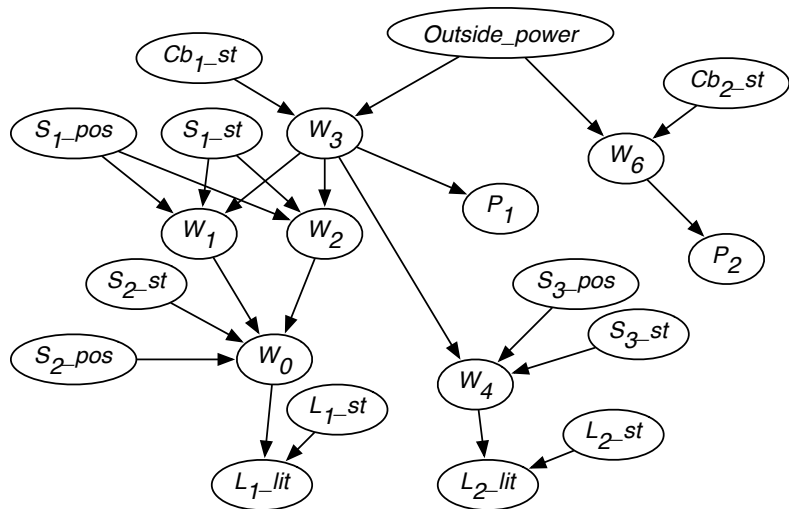 Outside_power
Cb1_st
Cb2_st
S1_pos
S1_st
W3
W6
W1
W2
P1
P2
S2_st
S3_pos
S3_st
S2_pos
W0
W4
L1_st
L2_st
L1_lit
L2_lit